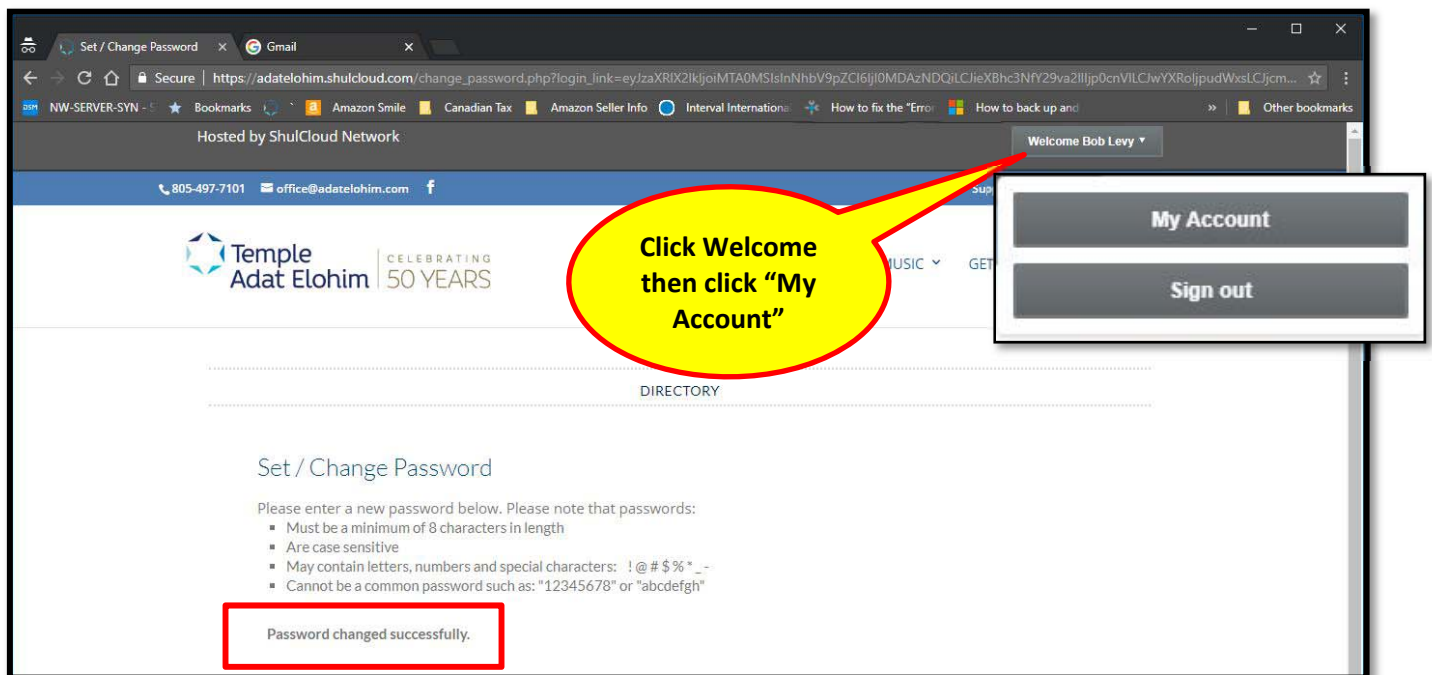 Set / Change Password × Gmail ×
Secure | https://adatelohim.shulcloud.com/change_password.php?login_link=
NW-SERVER-SYN - Bookmarks Amazon Smile Canadian Tax Amazon Seller Info Interval Internationa How to fix the "Erro How to back up and » Other bookmarks
Hosted by ShulCloud Network
Welcome Bob Levy ▾
805-497-7101 office@adatelohim.com f
My Account
Sign out
Temple
Adat Elohim
CELEBRATING
50 YEARS
Click Welcome
then click “My
Account”
GET
DIRECTORY
Set / Change Password
Please enter a new password below. Please note that passwords:
▪ Must be a minimum of 8 characters in length
▪ Are case sensitive
▪ May contain letters, numbers and special characters: ! @ # $ % * _ -
▪ Cannot be a common password such as: "12345678" or "abcdefgh"
Password changed successfully.